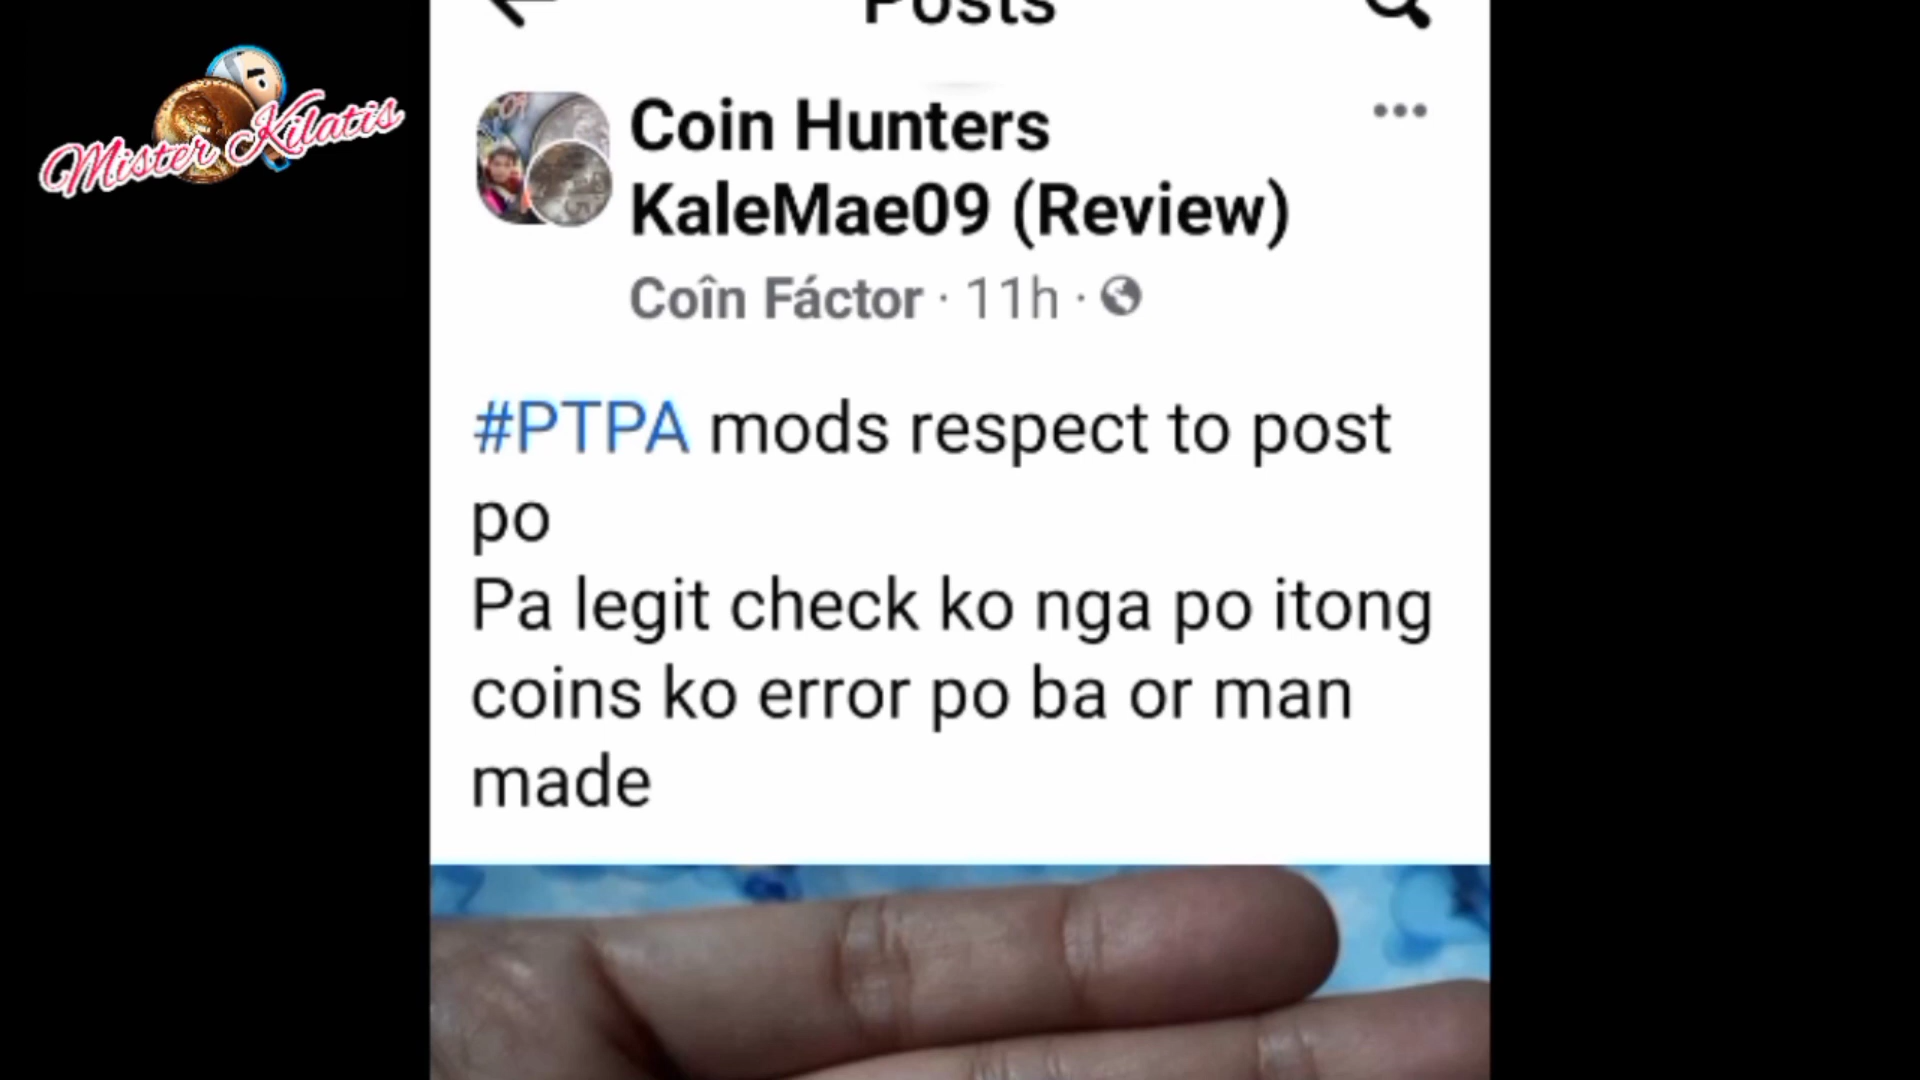 Posts
Mister Kilatis
Coin Hunters
KaleMae09 (Review)
Coîn Fáctor · 11h ·
#PTPA mods respect to post
po
Pa legit check ko nga po itong
coins ko error po ba or man
made